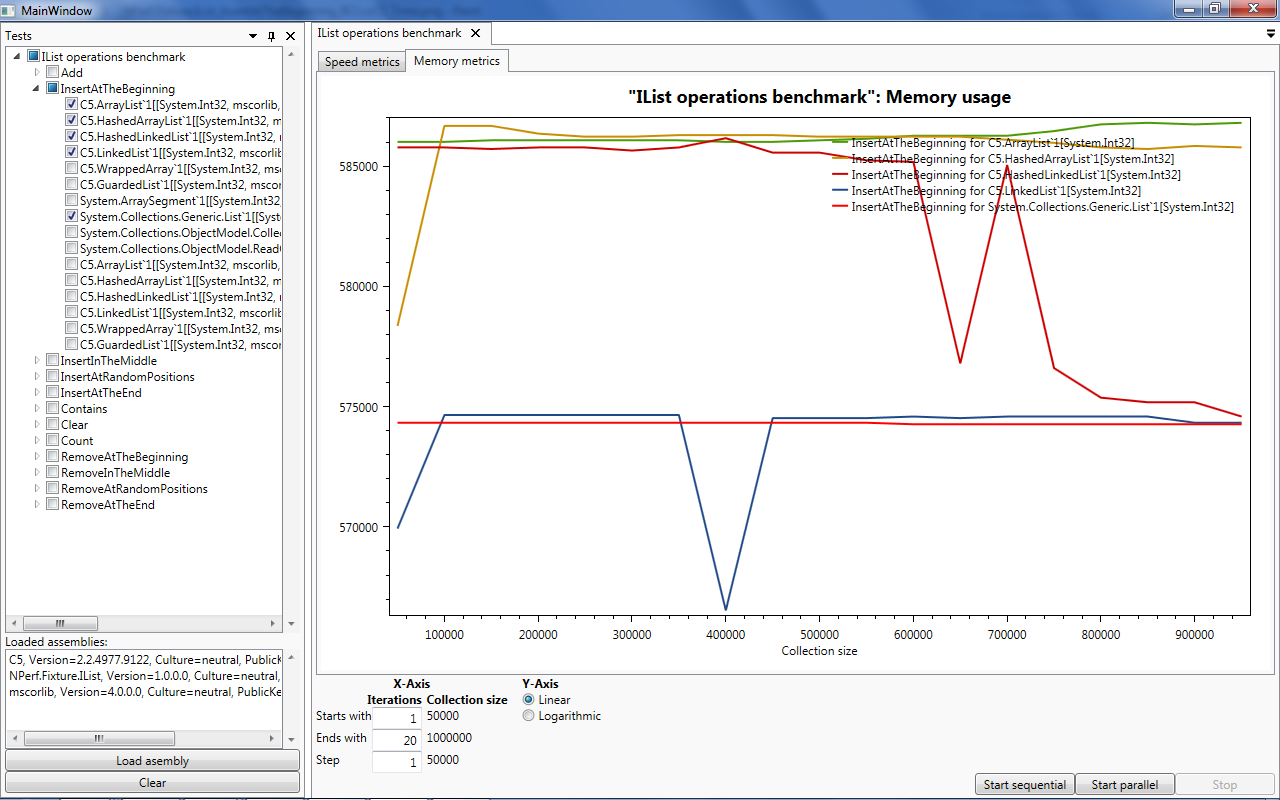 MainWindow
Tests
IList operations benchmark
Add
InsertAtTheBeginning
C5.ArrayList`1[[System.Int32, mscorlib,
C5.HashedArrayList`1[[System.Int32, m
C5.HashedLinkedList`1[[System.Int32, r
C5.LinkedList`1[[System.Int32, mscorlib
C5.WrappedArray`1[[System.Int32, ms
C5.GuardedList`1[[System.Int32, mscor
System.ArraySegment`1[[System.Int32
System.Collections.Generic.List`1[[Syst
System.Collections.ObjectModel.Collec
System.Collections.ObjectModel.Read
C5.ArrayList`1[[System.Int32, mscorlib,
C5.HashedArrayList`1[[System.Int32, m
C5.HashedLinkedList`1[[System.Int32, r
C5.LinkedList`1[[System.Int32, mscorlib
C5.WrappedArray`1[[System.Int32, ms
C5.GuardedList`1[[System.Int32, mscor
InsertInTheMiddle
InsertAtRandomPositions
InsertAtTheEnd
Contains
Clear
Count
RemoveAtTheBeginning
RemoveInTheMiddle
RemoveAtRandomPositions
RemoveAtTheEnd
Loaded assemblies:
C5, Version=2.2.4977.9122, Culture=neutral, PublicK
NPerf.Fixture.IList, Version=1.0.0.0, Culture=neutral,
mscorlib, Version=4.0.0.0, Culture=neutral, PublicKe
Load asembly
Clear
IList operations benchmark
Speed metrics Memory metrics
"IList operations benchmark": Memory usage
InsertAtTheBeginning for C5.ArrayList`1[System.Int32]
InsertAtTheBeginning for C5.HashedArrayList`1[System.Int32]
InsertAtTheBeginning for C5.HashedLinkedList`1[System.Int32]
InsertAtTheBeginning for C5.LinkedList`1[System.Int32]
InsertAtTheBeginning for System.Collections.Generic.List`1[System.Int32]
585000
580000
575000
570000
100000 200000 300000 400000 500000 600000 700000 800000 900000
Collection size
X-Axis Y-Axis
Iterations Collection size Linear
Starts with 1 50000 Logarithmic
Ends with 20 1000000
Step 1 50000
Start sequential Start parallel Stop